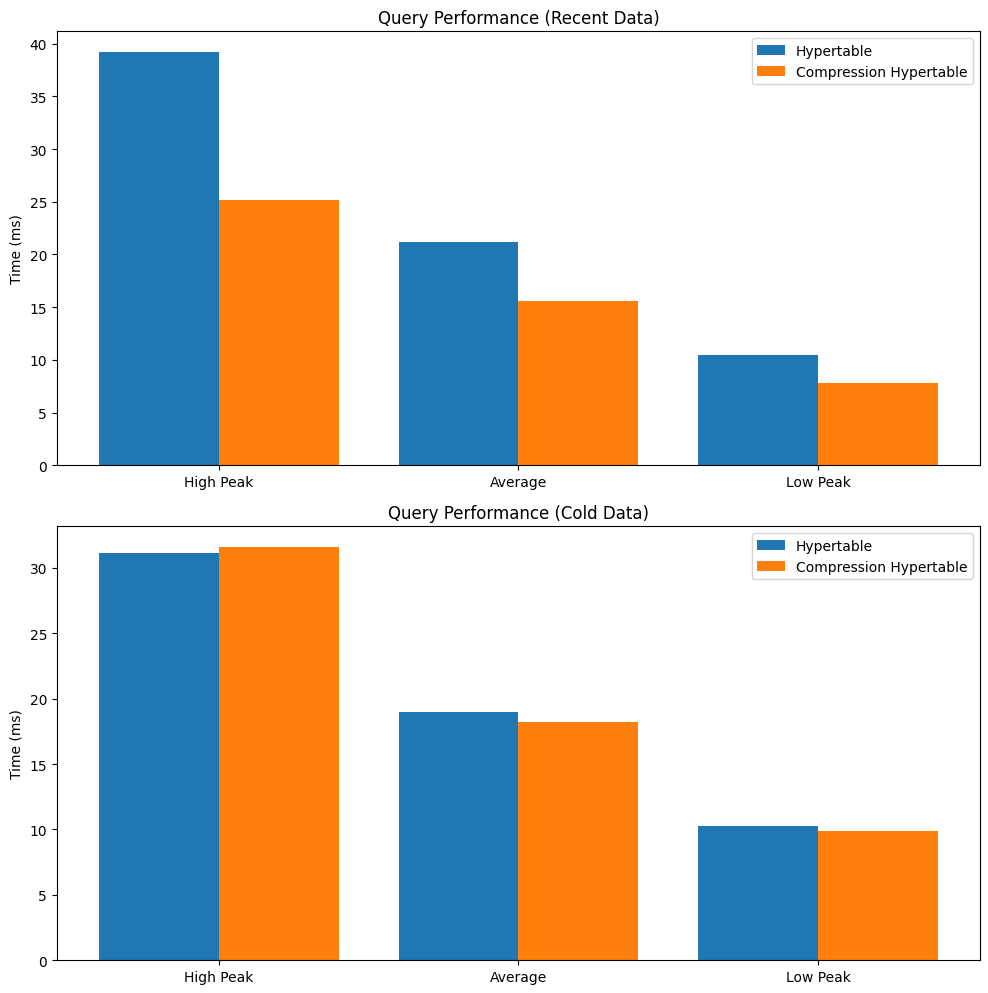 Query Performance (Recent Data)
Hypertable
Compression Hypertable
Time (ms)
40
35
30
25
20
15
10
5
0
High Peak Average Low Peak
Query Performance (Cold Data)
Hypertable
Compression Hypertable
Time (ms)
30
25
20
15
10
5
0
High Peak Average Low Peak